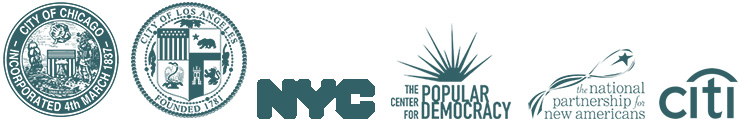 CITY OF CHICAGO
INCORPORATED 4th MARCH 1837
CITY OF LOS ANGELES
FOUNDED 1781
NYC
THE CENTER FOR
POPULAR DEMOCRACY
the national
partnership for
new americans
citi